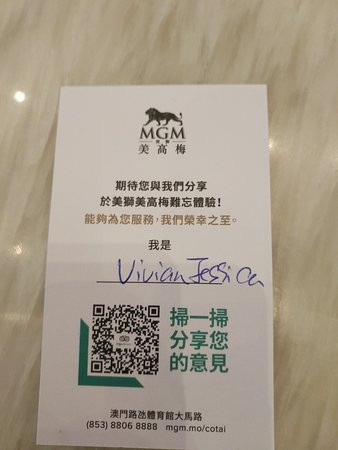 MGM
美獅
美高梅
期待您與我們分享
於美獅美高梅難忘體驗!
能夠為您服務,我們榮幸之至。
我是
Vivian Jessica
掃一掃
分享您
的意見
澳門路氹體育館大馬路
(853) 8806 8888 mgm.mo/cotai